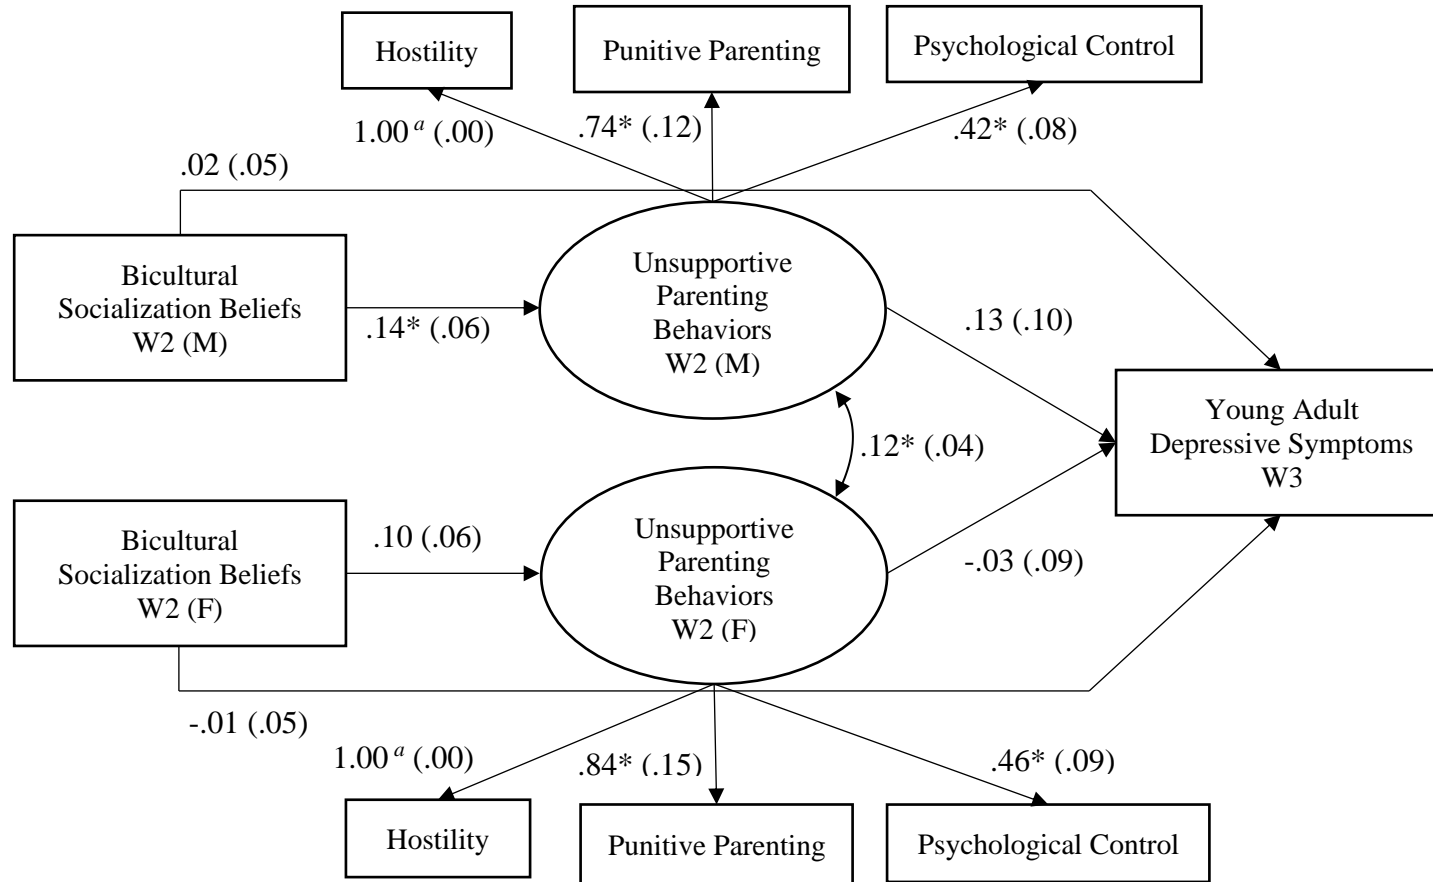 Hostility
Punitive Parenting
Psychological Control
1.00 a (.00)
.74* (.12)
.42* (.08)
.02 (.05)
Bicultural
Socialization Beliefs
W2 (M)
.14* (.06)
Unsupportive
Parenting
Behaviors
W2 (M)
.13 (.10)
.12* (.04)
Young Adult
Depressive Symptoms
W3
Bicultural
Socialization Beliefs
W2 (F)
.10 (.06)
Unsupportive
Parenting
Behaviors
W2 (F)
-.03 (.09)
-.01 (.05)
1.00 a (.00)
.84* (.15)
.46* (.09)
Hostility
Punitive Parenting
Psychological Control